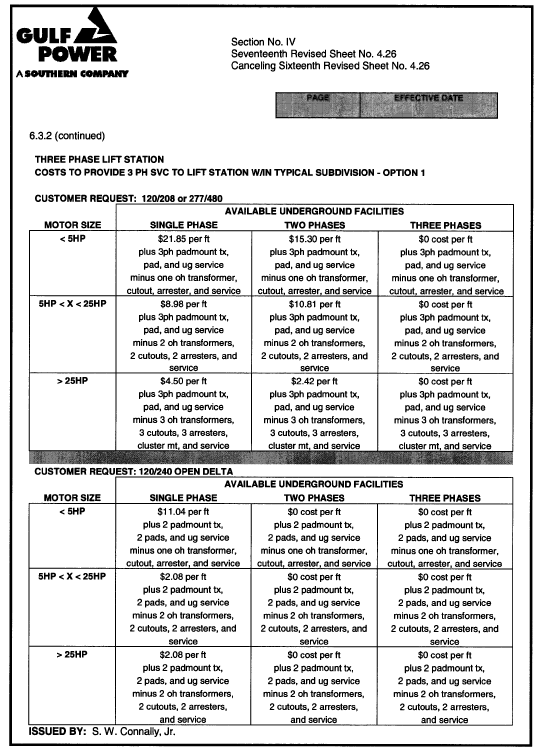 GULF
POWER
A SOUTHERN COMPANY
Section No. IV
Seventeenth Revised Sheet No. 4.26
Canceling Sixteenth Revised Sheet No. 4.26
PAGE EFFECTIVE DATE
6.3.2 (continued)
THREE PHASE LIFT STATION
COSTS TO PROVIDE 3 PH SVC TO LIFT STATION W/IN TYPICAL SUBDIVISION - OPTION 1
CUSTOMER REQUEST: 120/208 or 277/480
AVAILABLE UNDERGROUND FACILITIES
MOTOR SIZE SINGLE PHASE TWO PHASES THREE PHASES
< 5HP $21.85 per ft $15.30 per ft $0 cost per ft
plus 3ph padmount tx, plus 3ph padmount tx, plus 3ph padmount tx,
pad, and ug service pad, and ug service pad, and ug service
minus one oh transformer, minus one oh transformer, minus one oh transformer,
cutout, arrester, and service cutout, arrester, and service cutout, arrester, and service
5HP < X < 25HP $8.98 per ft $10.81 per ft $0 cost per ft
plus 3ph padmount tx, plus 3ph padmount tx, plus 3ph padmount tx,
pad, and ug service pad, and ug service pad, and ug service
minus 2 oh transformers, minus 2 oh transformers, minus 2 oh transformers,
2 cutouts, 2 arresters, and 2 cutouts, 2 arresters, and 2 cutouts, 2 arresters, and
service service service
> 25HP $4.50 per ft $2.42 per ft $0 cost per ft
plus 3ph padmount tx, plus 3ph padmount tx, plus 3ph padmount tx,
pad, and ug service pad, and ug service pad, and ug service
minus 3 oh transformers, minus 3 oh transformers, minus 3 oh transformers,
3 cutouts, 3 arresters, 3 cutouts, 3 arresters, 3 cutouts, 3 arresters,
cluster mt, and service cluster mt, and service cluster mt, and service
CUSTOMER REQUEST: 120/240 OPEN DELTA
AVAILABLE UNDERGROUND FACILITIES
MOTOR SIZE SINGLE PHASE TWO PHASES THREE PHASES
< 5HP $11.04 per ft $0 cost per ft $0 cost per ft
plus 2 padmount tx, plus 2 padmount tx, plus 2 padmount tx,
2 pads, and ug service 2 pads, and ug service 2 pads, and ug service
minus one oh transformer, minus one oh transformer, minus one oh transformer,
cutout, arrester, and service cutout, arrester, and service cutout, arrester, and service
5HP < X < 25HP $2.08 per ft $0 cost per ft $0 cost per ft
plus 2 padmount tx, plus 2 padmount tx, plus 2 padmount tx,
2 pads, and ug service 2 pads, and ug service 2 pads, and ug service
minus 2 oh transformers, minus 2 oh transformers, minus 2 oh transformers,
2 cutouts, 2 arresters, and 2 cutouts, 2 arresters, and 2 cutouts, 2 arresters, and
service service service
> 25HP $2.08 per ft $0 cost per ft $0 cost per ft
plus 2 padmount tx, plus 2 padmount tx, plus 2 padmount tx,
2 pads, and ug service 2 pads, and ug service 2 pads, and ug service
minus 2 oh transformers, minus 2 oh transformers, minus 2 oh transformers,
2 cutouts, 2 arresters, 2 cutouts, 2 arresters, 2 cutouts, 2 arresters,
and service and service and service
ISSUED BY: S. W. Connally, Jr.